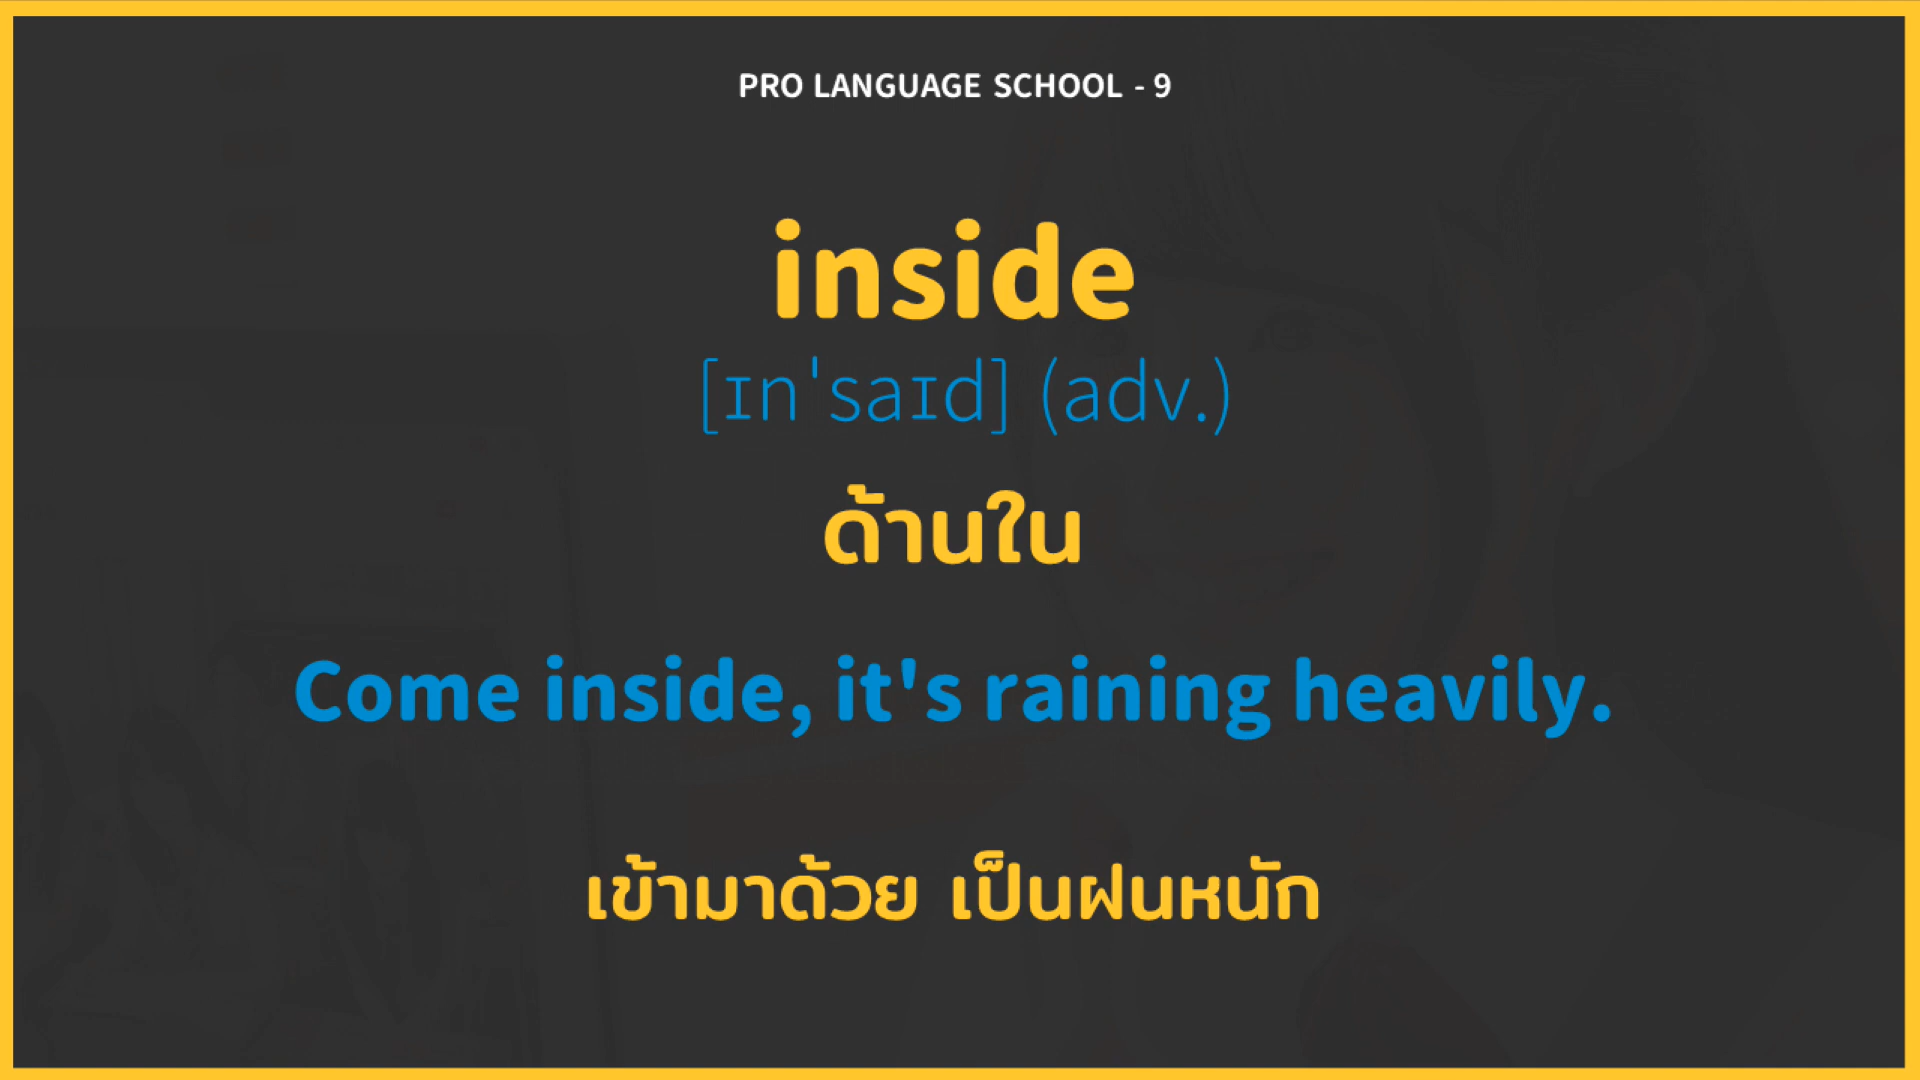 PRO LANGUAGE SCHOOL - 9
inside
[ɪnˈsaɪd] (adv.)
ด้านใน
Come inside, it's raining heavily.
เข้ามาด้วย เป็นฝนหนัก